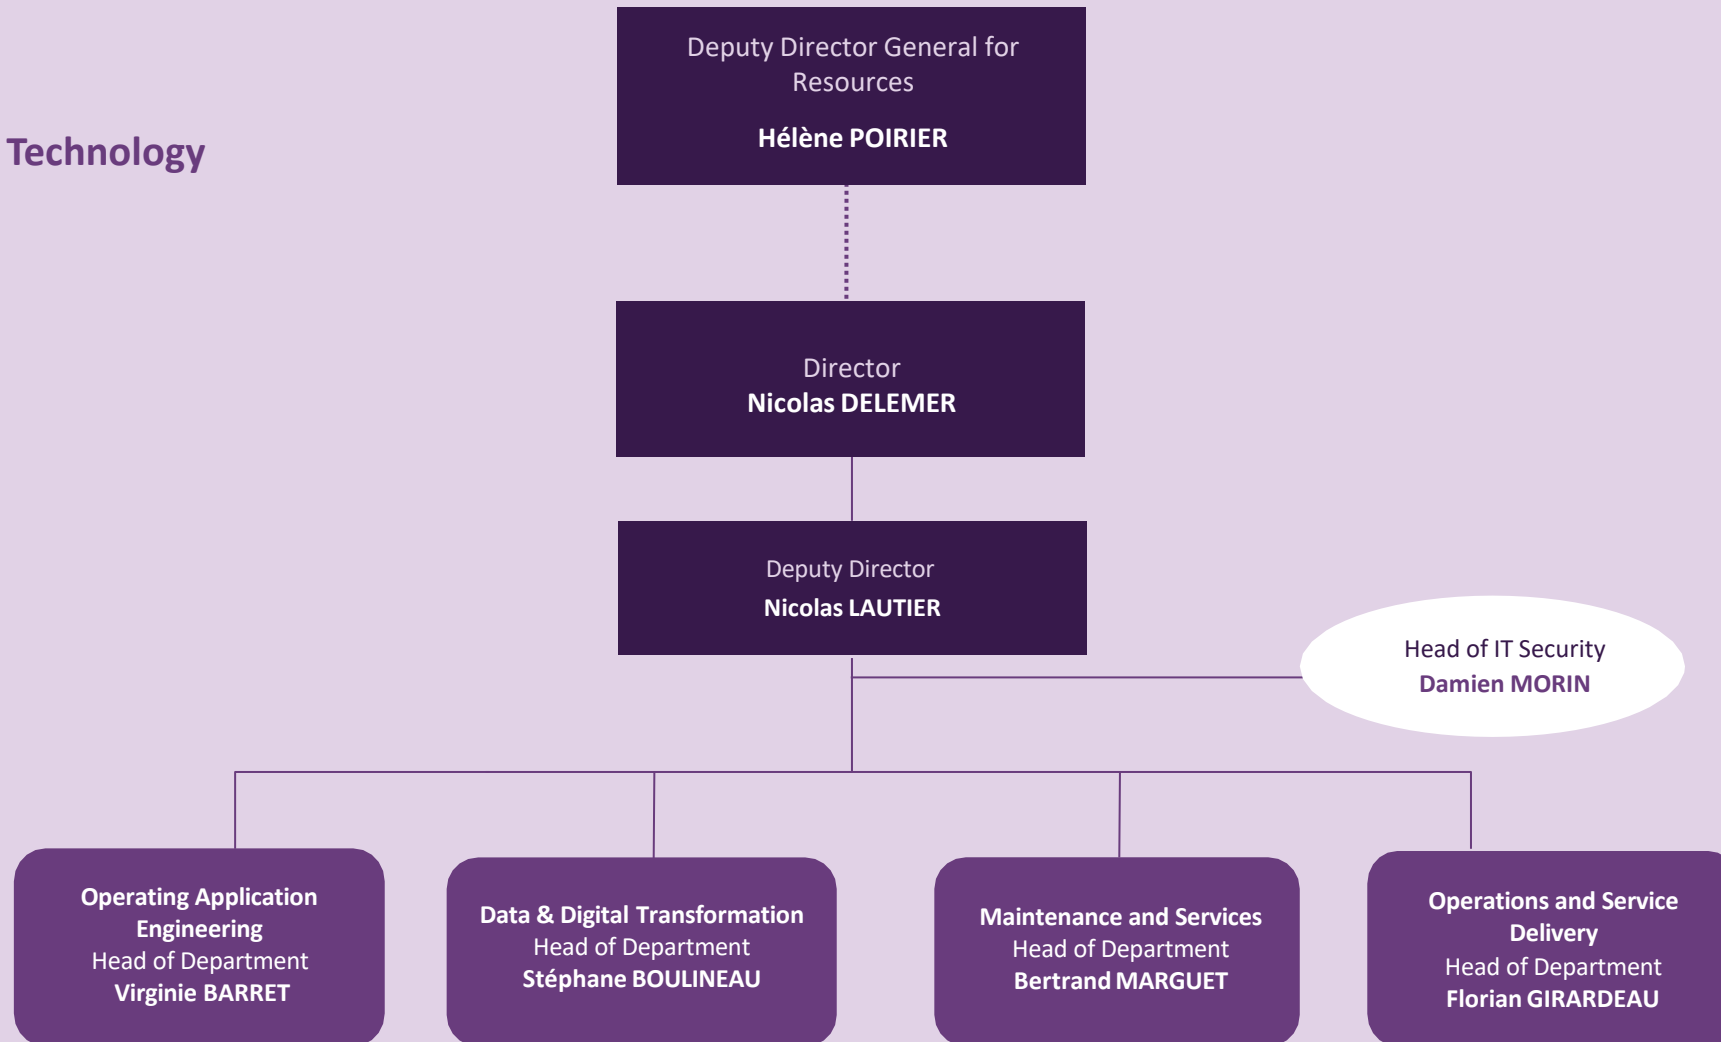 Technology
Deputy Director General for
Resources
Hélène POIRIER
Director
Nicolas DELEMER
Deputy Director
Nicolas LAUTIER
Head of IT Security
Damien MORIN
Operating Application
Engineering
Head of Department
Virginie BARRET
Data & Digital Transformation
Head of Department
Stéphane BOULINEAU
Maintenance and Services
Head of Department
Bertrand MARGUET
Operations and Service
Delivery
Head of Department
Florian GIRARDEAU